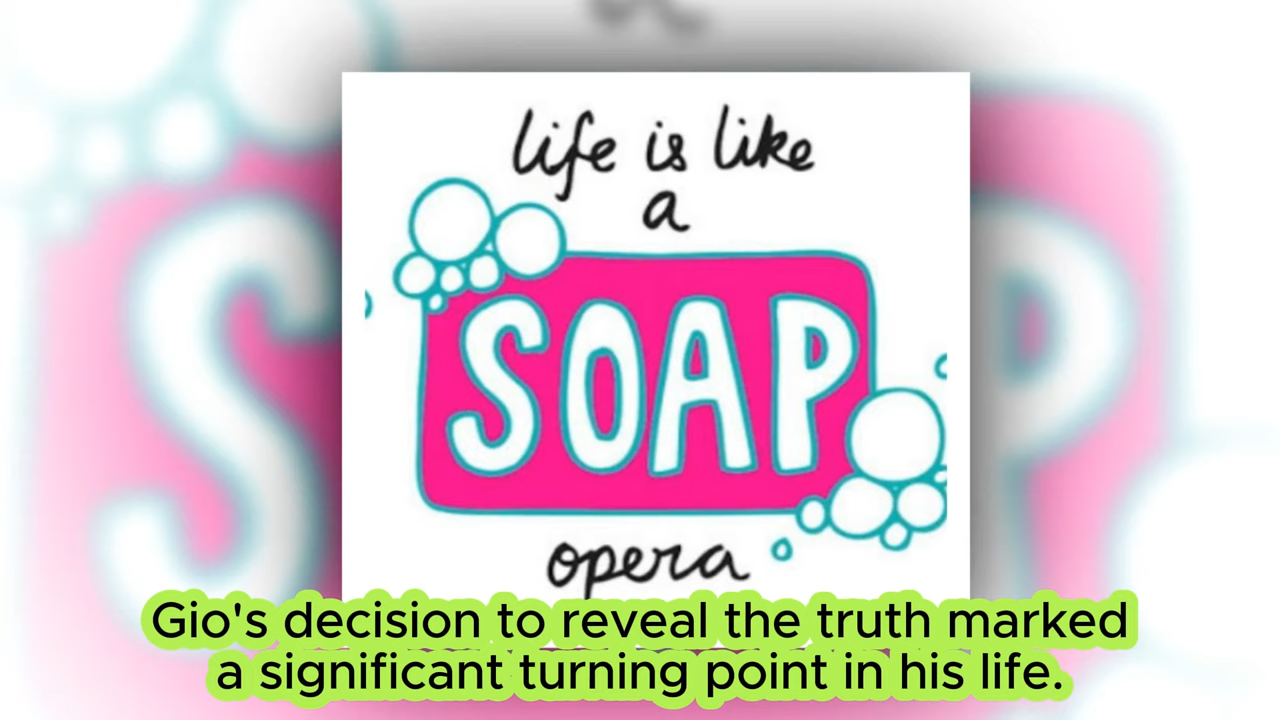 life is like
a
SOAP
opera
Gio's decision to reveal the truth marked
a significant turning point in his life.